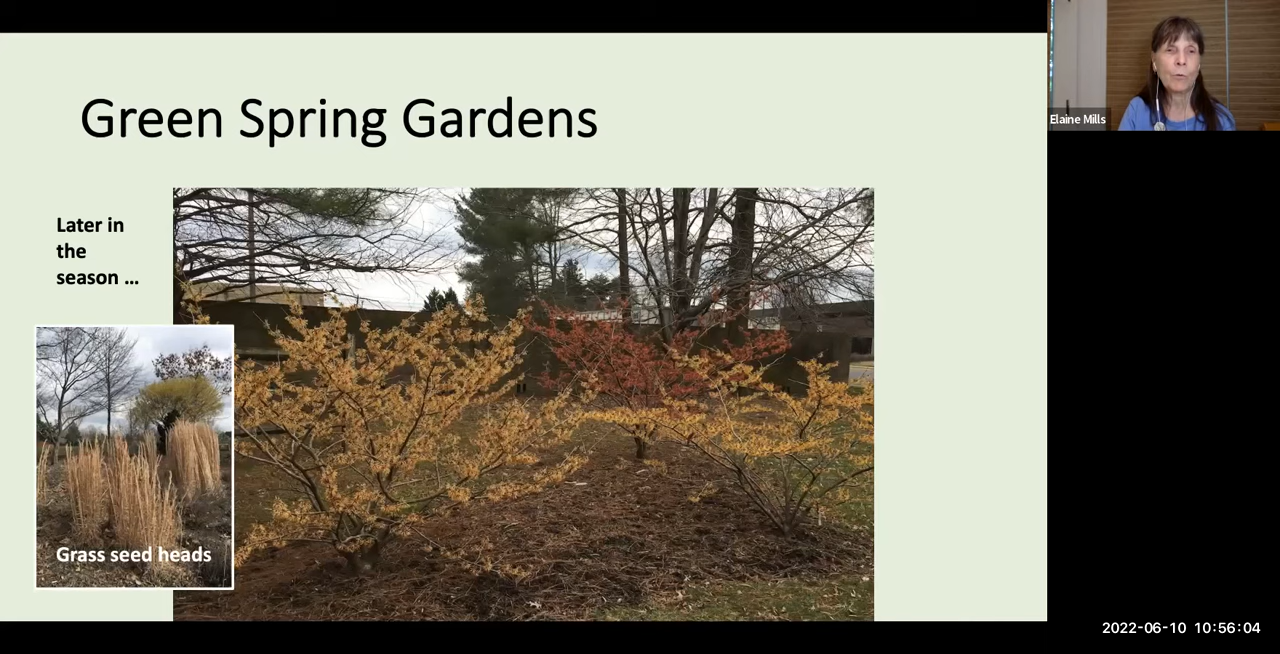 Green Spring Gardens
Later in
the
season ...
Grass seed heads
Elaine Mills
2022-06-10 10:56:04